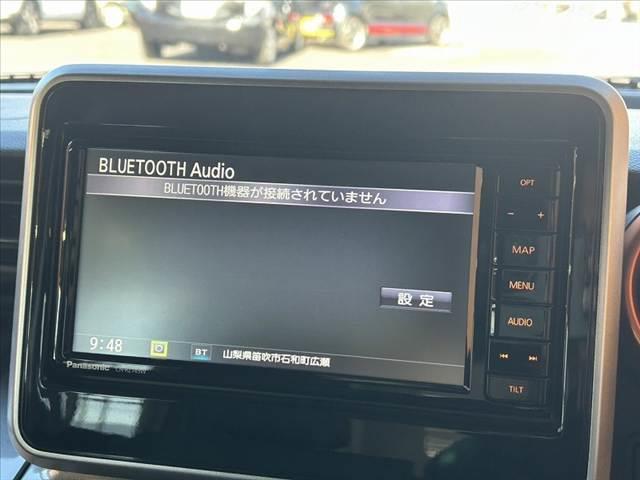 BLUETOOTH Audio
BLUETOOTH機器が接続されていません
設定
9:48
BT
山梨県笛吹市石和町広瀬
Panasonic
OPT
− +
MAP
MENU
AUDIO
TILT